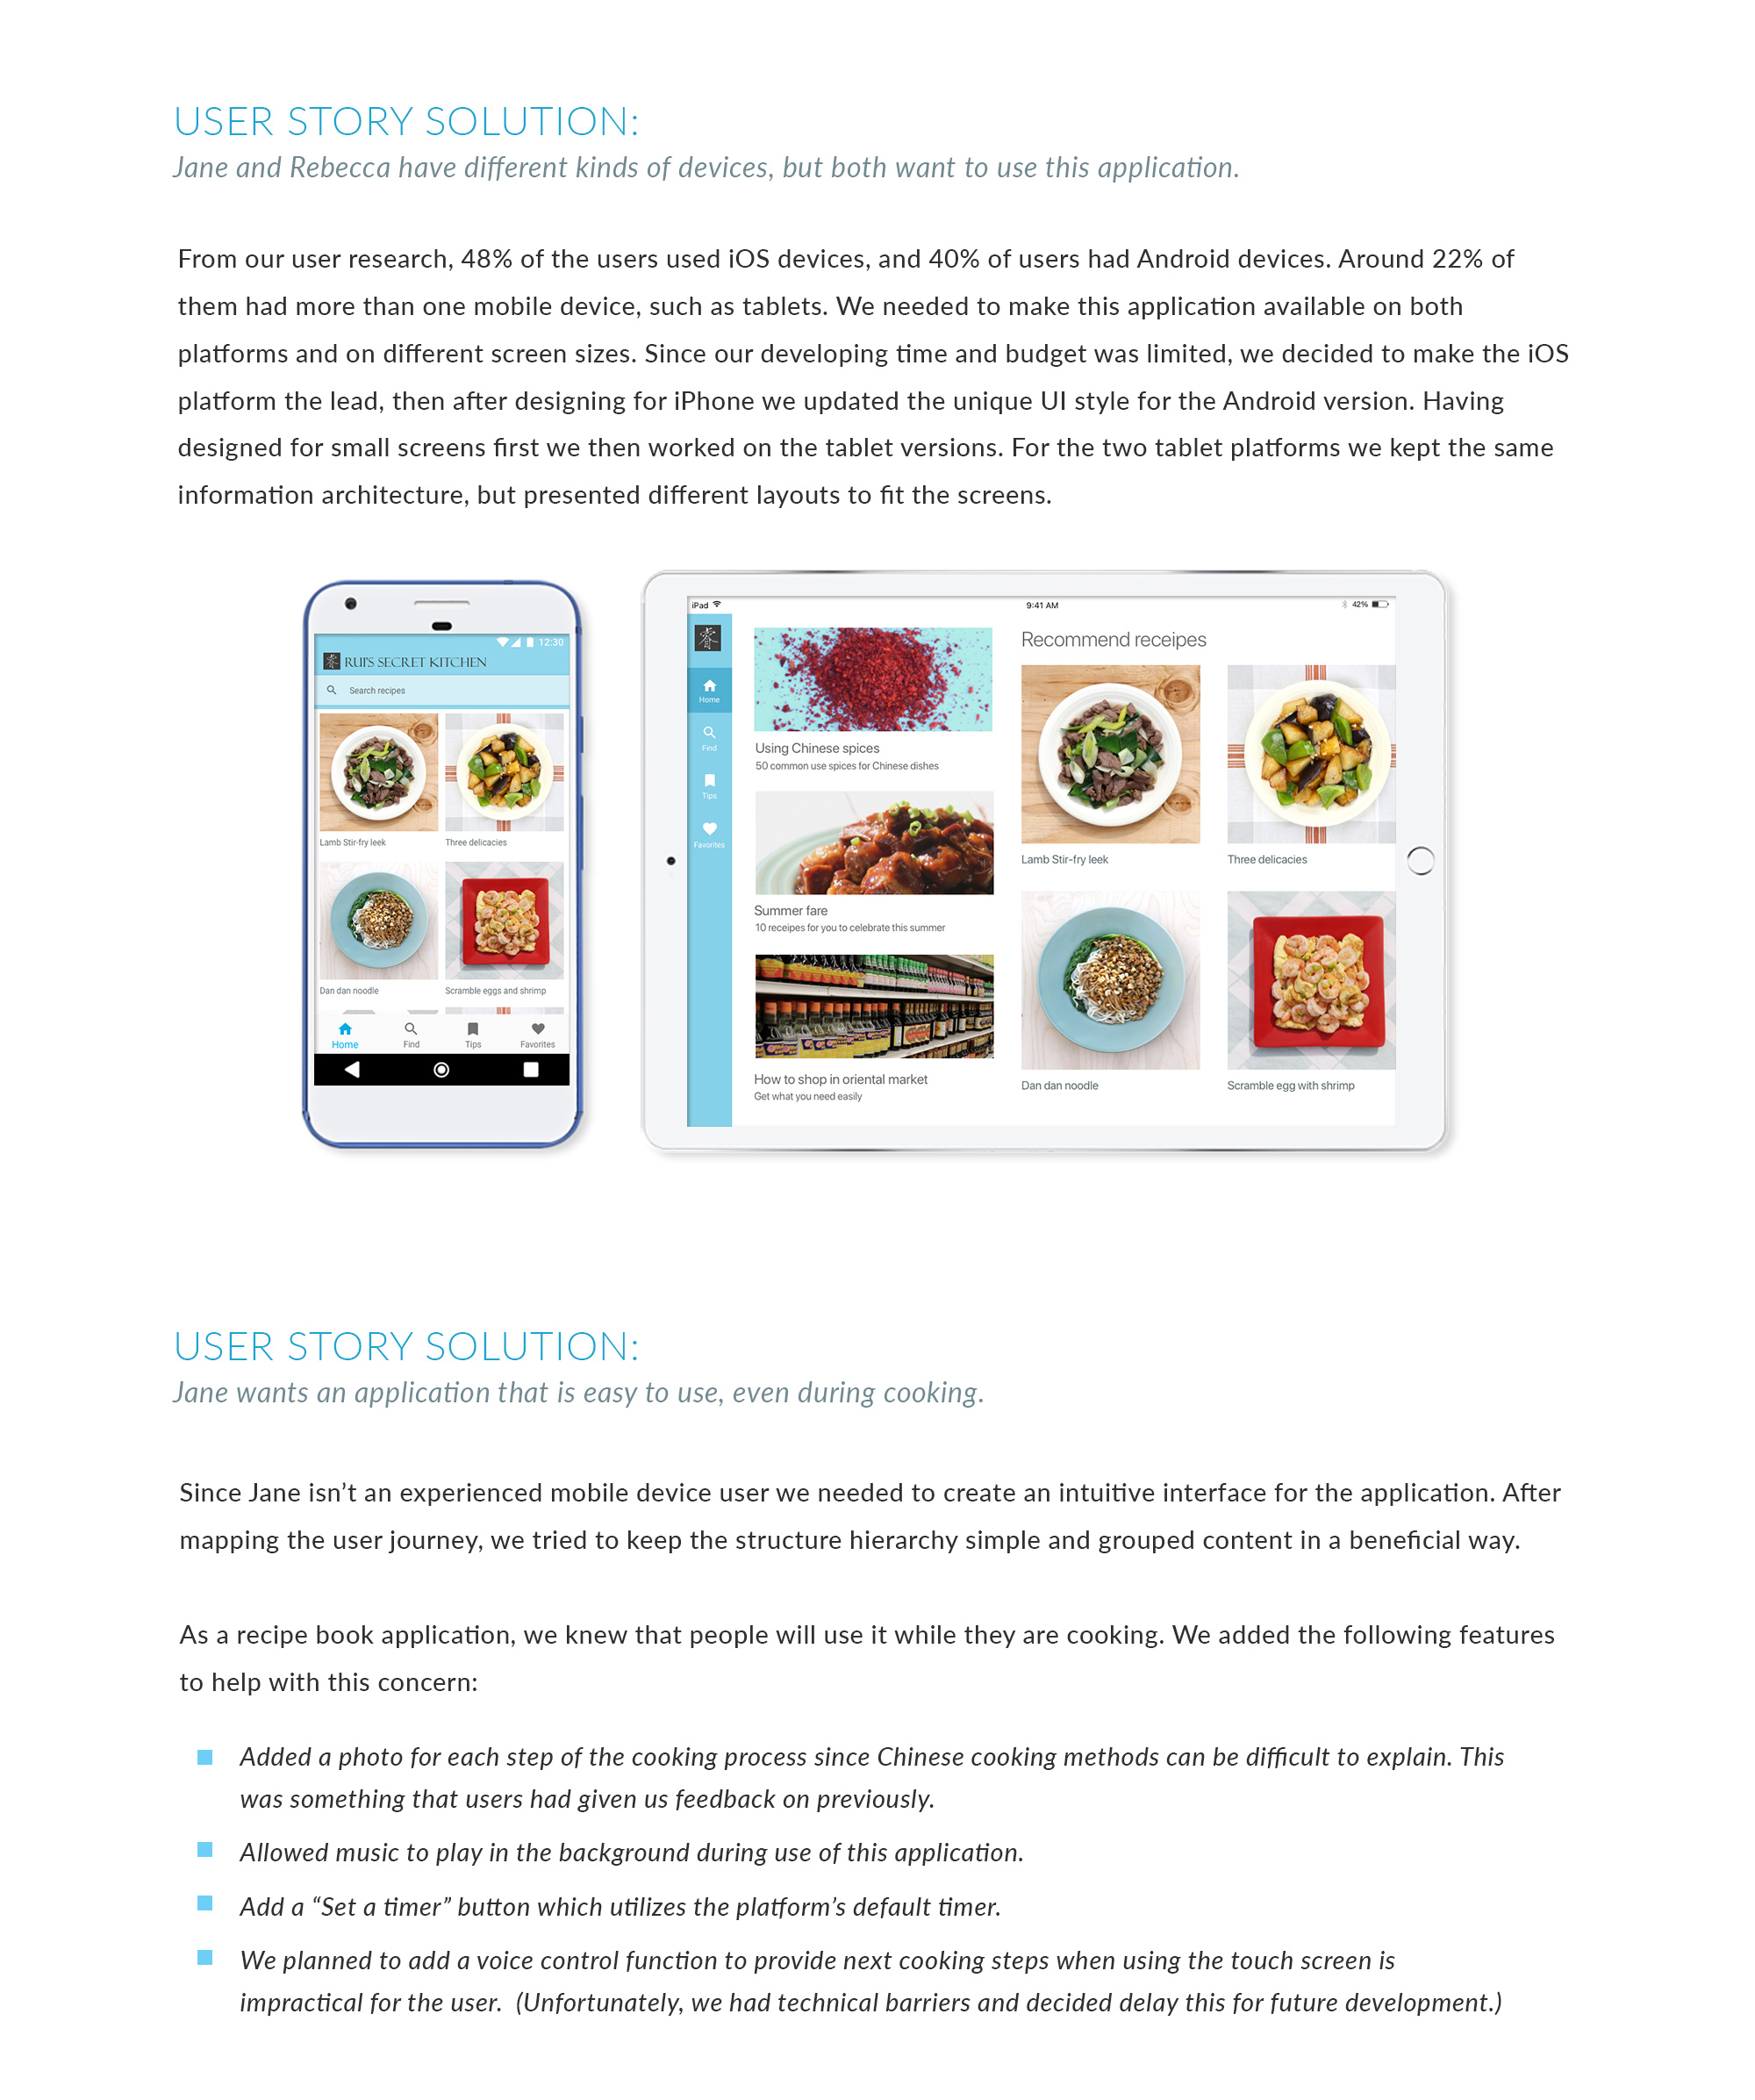 USER STORY SOLUTION:
Jane and Rebecca have different kinds of devices, but both want to use this application.
From our user research, 48% of the users used iOS devices, and 40% of users had Android devices. Around 22% of
them had more than one mobile device, such as tablets. We needed to make this application available on both
platforms and on different screen sizes. Since our developing time and budget was limited, we decided to make the iOS
platform the lead, then after designing for iPhone we updated the unique UI style for the Android version. Having
designed for small screens first we then worked on the tablet versions. For the two tablet platforms we kept the same
information architecture, but presented different layouts to fit the screens.
12:30
RUI'S SECRET KITCHEN
Search recipes
Lamb Stir-fry leek
Three delicacies
Dan dan noodle
Scramble eggs and shrimp
Home
Find
Tips
Favorites
iPad
9:41 AM
42%
Home
Find
Tips
Favorites
Using Chinese spices
50 common use spices for Chinese dishes
Summer fare
10 receipes for you to celebrate this summer
How to shop in oriental market
Get what you need easily
Recommend receipes
Lamb Stir-fry leek
Three delicacies
Dan dan noodle
Scramble egg with shrimp
USER STORY SOLUTION:
Jane wants an application that is easy to use, even during cooking.
Since Jane isn’t an experienced mobile device user we needed to create an intuitive interface for the application. After
mapping the user journey, we tried to keep the structure hierarchy simple and grouped content in a beneficial way.
As a recipe book application, we knew that people will use it while they are cooking. We added the following features
to help with this concern:
Added a photo for each step of the cooking process since Chinese cooking methods can be difficult to explain. This
was something that users had given us feedback on previously.
Allowed music to play in the background during use of this application.
Add a “Set a timer” button which utilizes the platform’s default timer.
We planned to add a voice control function to provide next cooking steps when using the touch screen is
impractical for the user.  (Unfortunately, we had technical barriers and decided delay this for future development.)